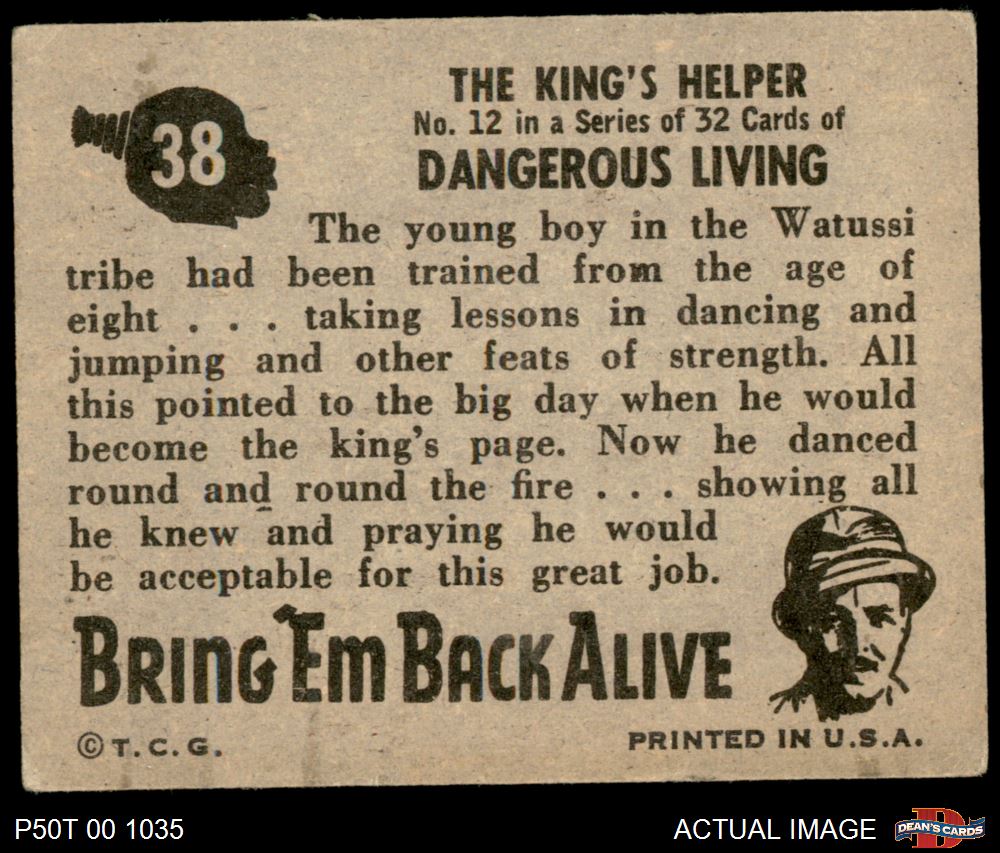 38
THE KING'S HELPER
No. 12 in a Series of 32 Cards of
DANGEROUS LIVING
The young boy in the Watussi
tribe had been trained from the age of
eight . . . taking lessons in dancing and
jumping and other feats of strength. All
this pointed to the big day when he would
become the king's page. Now he danced
round and round the fire . . . showing all
he knew and praying he would
be acceptable for this great job.
BRING 'EM BACK ALIVE
© T. C. G.
PRINTED IN U.S.A.
P50T 00 1035
ACTUAL IMAGE
D
DEAN'S CARDS